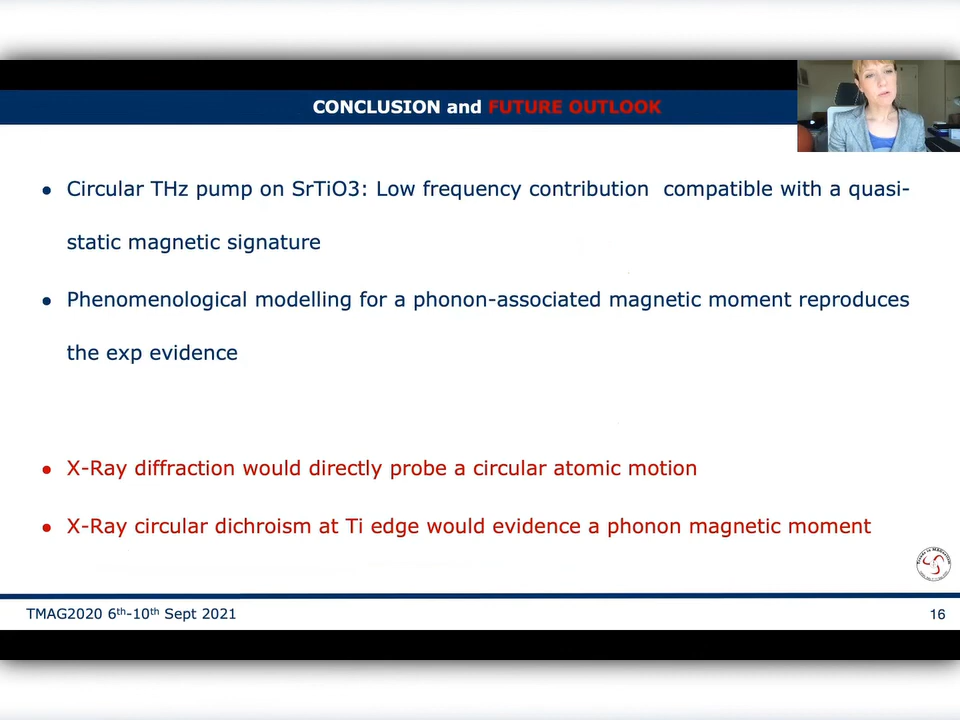 CONCLUSION and FUTURE OUTLOOK
● Circular THz pump on SrTiO3: Low frequency contribution compatible with a quasi-
static magnetic signature
● Phenomenological modelling for a phonon-associated magnetic moment reproduces
the exp evidence
● X-Ray diffraction would directly probe a circular atomic motion
● X-Ray circular dichroism at Ti edge would evidence a phonon magnetic moment
TMAG2020 6th-10th Sept 2021
16